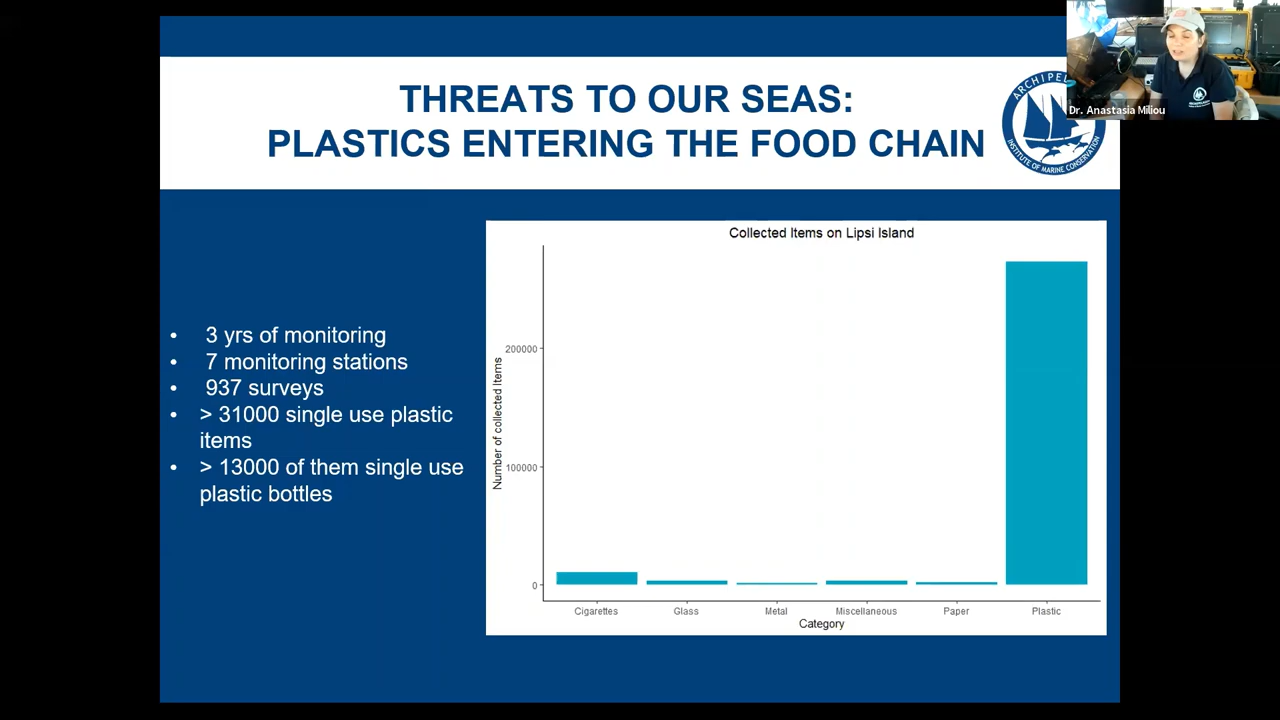 THREATS TO OUR SEAS:
PLASTICS ENTERING THE FOOD CHAIN
INSTITUTE OF MARINE CONSERVATION
Dr. Anastasia Miliou
• 3 yrs of monitoring
• 7 monitoring stations
• 937 surveys
• > 31000 single use plastic
items
• > 13000 of them single use
plastic bottles
Collected Items on Lipsi Island
Number of collected Items
200000
100000
0
Cigarettes Glass Metal Miscellaneous Paper Plastic
Category